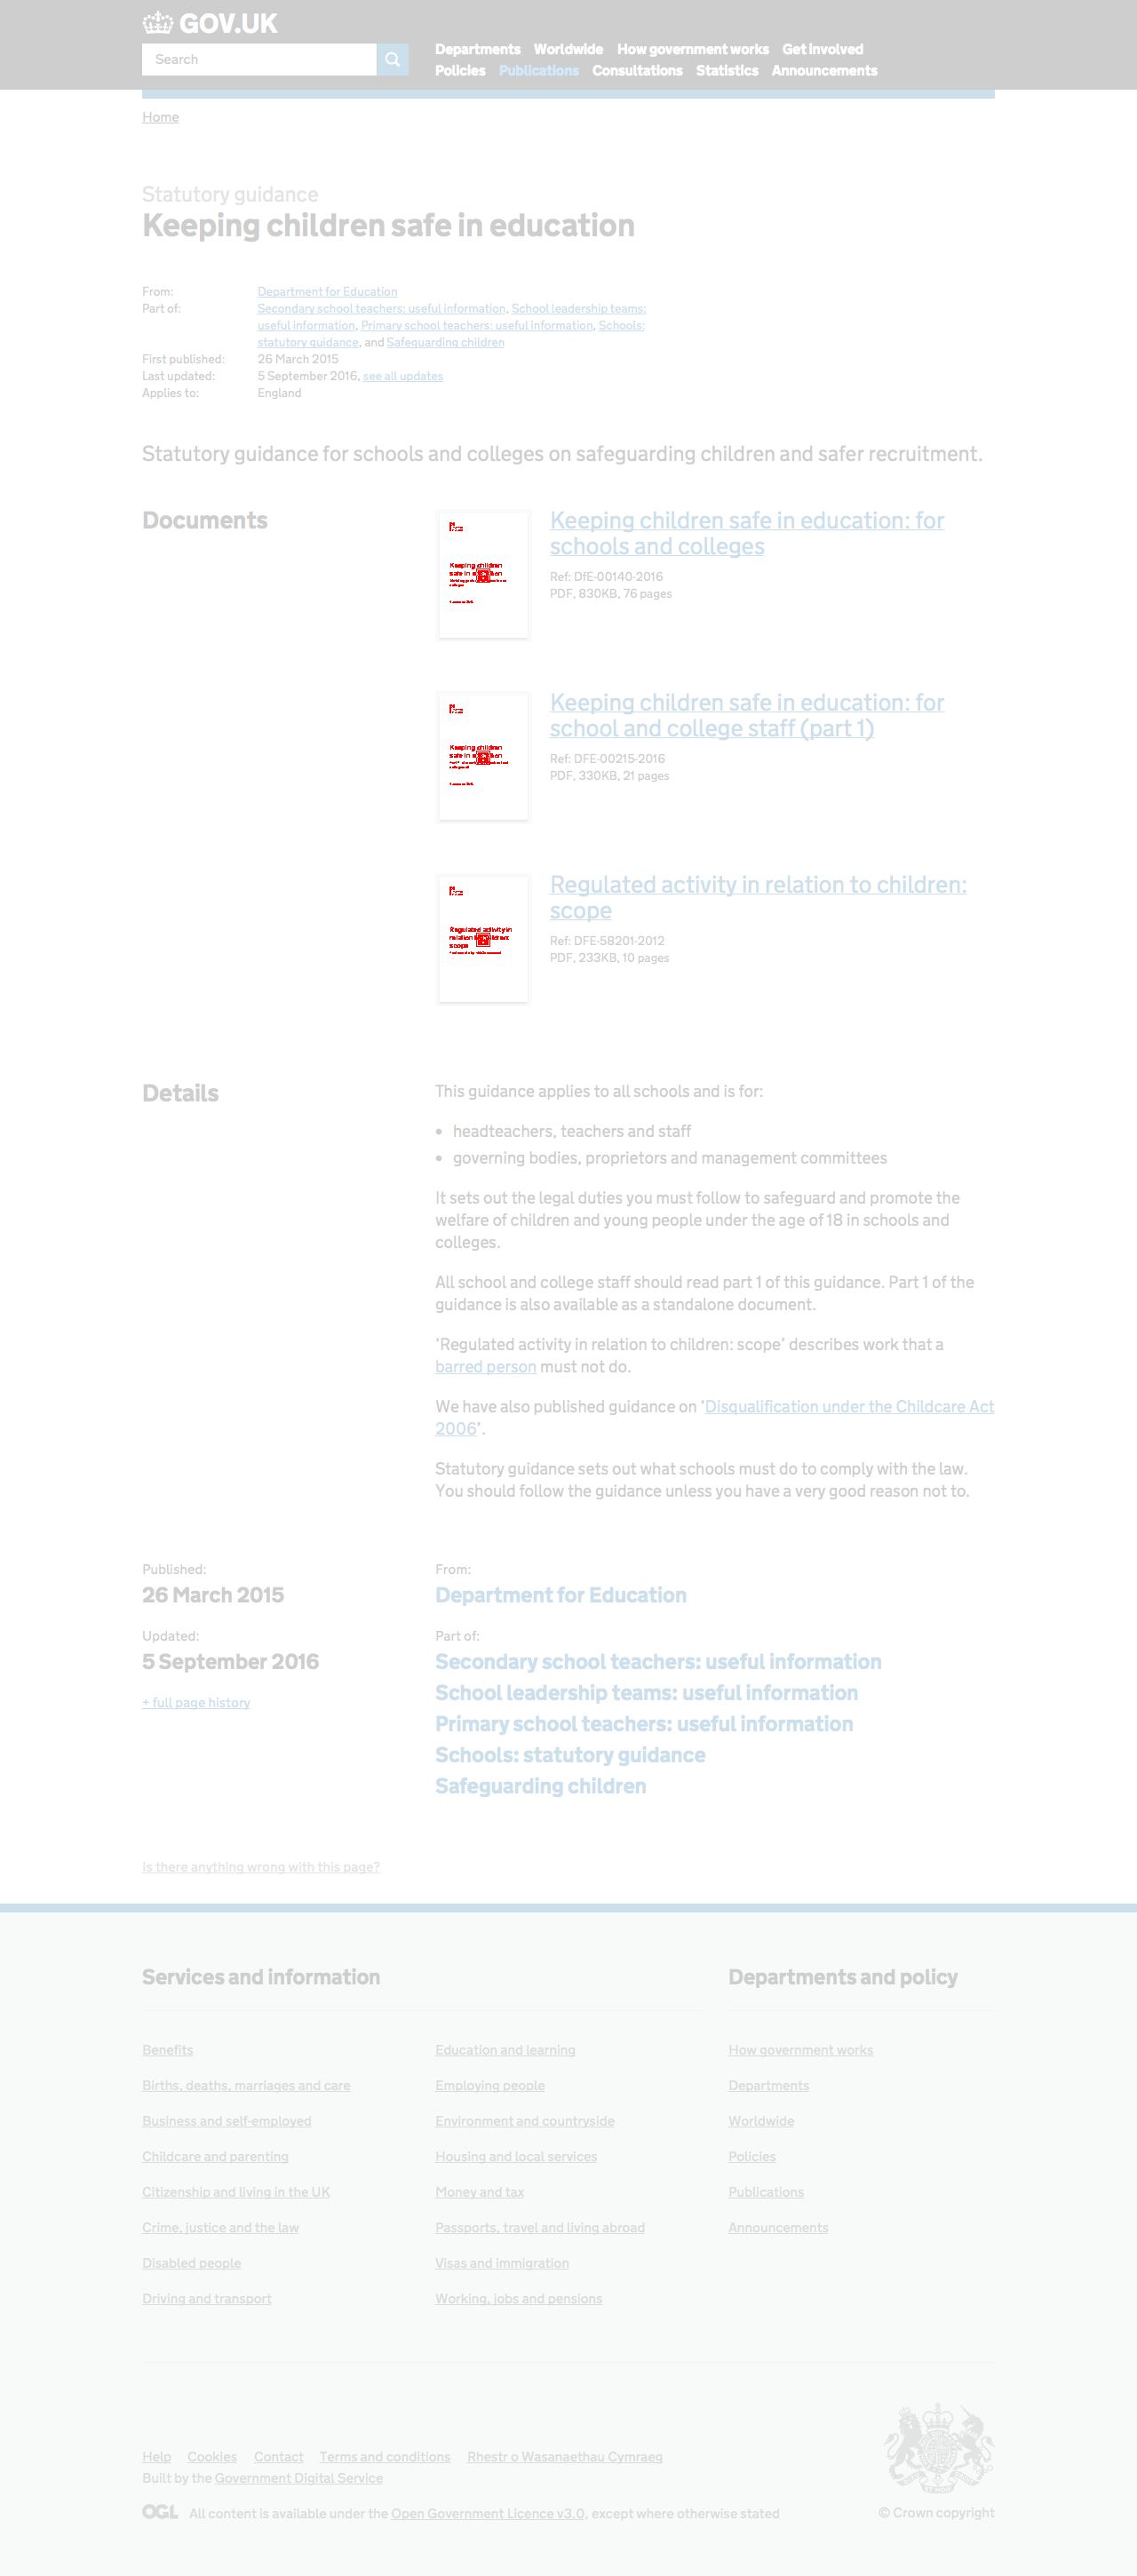 GOV.UK
Search
Departments Worldwide How government works Get involved
Policies Publications Consultations Statistics Announcements
Home
Statutory guidance
Keeping children safe in education
From: Department for Education
Part of: Secondary school teachers: useful information, School leadership teams:
useful information, Primary school teachers: useful information, Schools:
statutory guidance, and Safeguarding children
First published: 26 March 2015
Last updated: 5 September 2016, see all updates
Applies to: England
Statutory guidance for schools and colleges on safeguarding children and safer recruitment.
Documents
Keeping children
safe in
Keeping children safe in education: for
schools and colleges
Ref: DfE-00140-2016
PDF, 830KB, 76 pages
Keeping children
safe in
Keeping children safe in education: for
school and college staff (part 1)
Ref: DFE-00215-2016
PDF, 330KB, 21 pages
Regulated activity in
relation
scope
Regulated activity in relation to children:
scope
Ref: DFE-58201-2012
PDF, 233KB, 10 pages
Details
This guidance applies to all schools and is for:
• headteachers, teachers and staff
• governing bodies, proprietors and management committees
It sets out the legal duties you must follow to safeguard and promote the
welfare of children and young people under the age of 18 in schools and
colleges.
All school and college staff should read part 1 of this guidance. Part 1 of the
guidance is also available as a standalone document.
‘Regulated activity in relation to children: scope’ describes work that a
barred person must not do.
We have also published guidance on ‘Disqualification under the Childcare Act
2006’.
Statutory guidance sets out what schools must do to comply with the law.
You should follow the guidance unless you have a very good reason not to.
Published:
26 March 2015
Updated:
5 September 2016
+ full page history
From:
Department for Education
Part of:
Secondary school teachers: useful information
School leadership teams: useful information
Primary school teachers: useful information
Schools: statutory guidance
Safeguarding children
Is there anything wrong with this page?
Services and information
Benefits
Births, deaths, marriages and care
Business and self-employed
Childcare and parenting
Citizenship and living in the UK
Crime, justice and the law
Disabled people
Driving and transport
Education and learning
Employing people
Environment and countryside
Housing and local services
Money and tax
Passports, travel and living abroad
Visas and immigration
Working, jobs and pensions
Departments and policy
How government works
Departments
Worldwide
Policies
Publications
Announcements
Help Cookies Contact Terms and conditions Rhestr o Wasanaethau Cymraeg
Built by the Government Digital Service
OGL All content is available under the Open Government Licence v3.0, except where otherwise stated
© Crown copyright